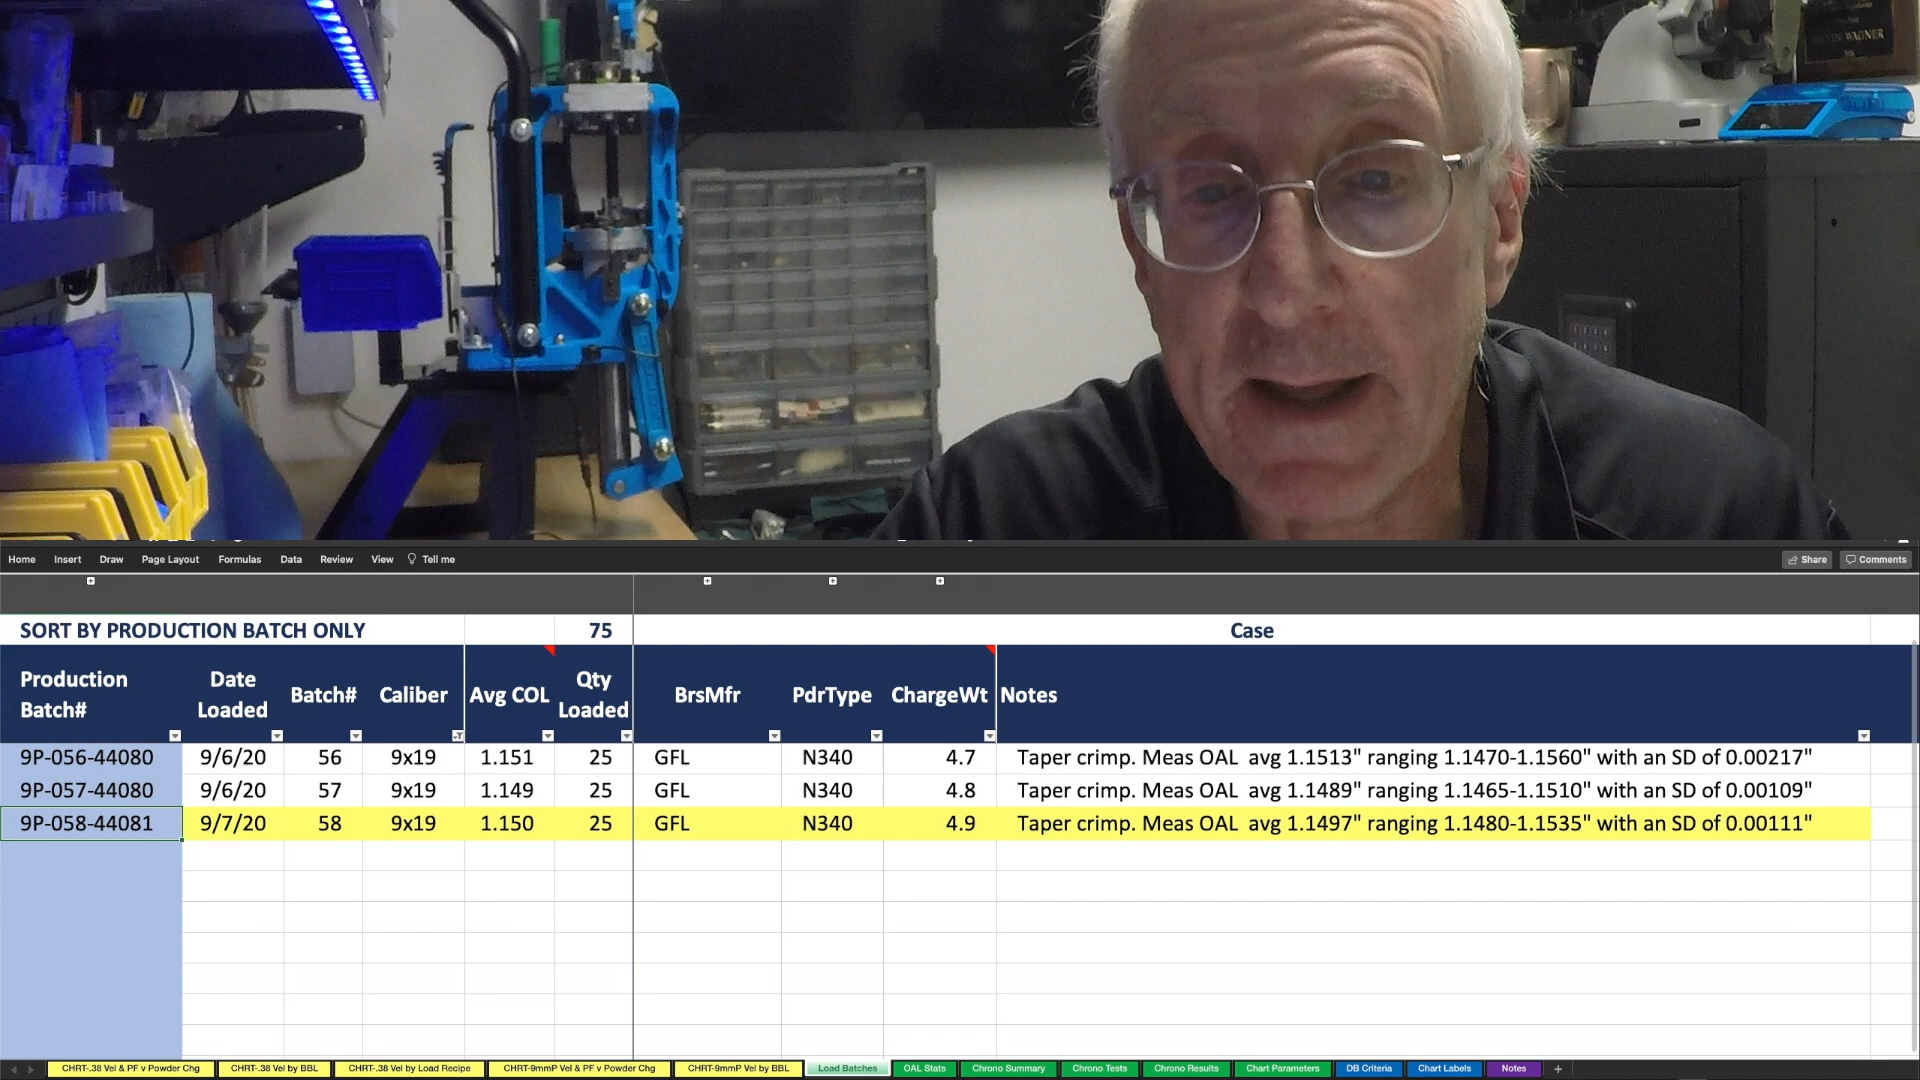 WAGNER
Home Insert Draw Page Layout Formulas Data Review View Tell me Share Comments
SORT BY PRODUCTION BATCH ONLY 75 Case
Production Batch# Date Loaded Batch# Caliber Avg COL Qty Loaded BrsMfr PdrType ChargeWt Notes
9P-056-44080 9/6/20 56 9x19 1.151 25 GFL N340 4.7 Taper crimp. Meas OAL avg 1.1513" ranging 1.1470-1.1560" with an SD of 0.00217"
9P-057-44080 9/6/20 57 9x19 1.149 25 GFL N340 4.8 Taper crimp. Meas OAL avg 1.1489" ranging 1.1465-1.1510" with an SD of 0.00109"
9P-058-44081 9/7/20 58 9x19 1.150 25 GFL N340 4.9 Taper crimp. Meas OAL avg 1.1497" ranging 1.1480-1.1535" with an SD of 0.00111"
CHRT-.38 Vel & PF v Powder Chg CHRT-.38 Vel by BBL CHRT-.38 Vel by Load Recipe CHRT-9mmP Vel & PF v Powder Chg CHRT-9mmP Vel by BBL Load Batches OAL Stats Chrono Summary Chrono Tests Chrono Results Chart Parameters DB Criteria Chart Labels Notes +